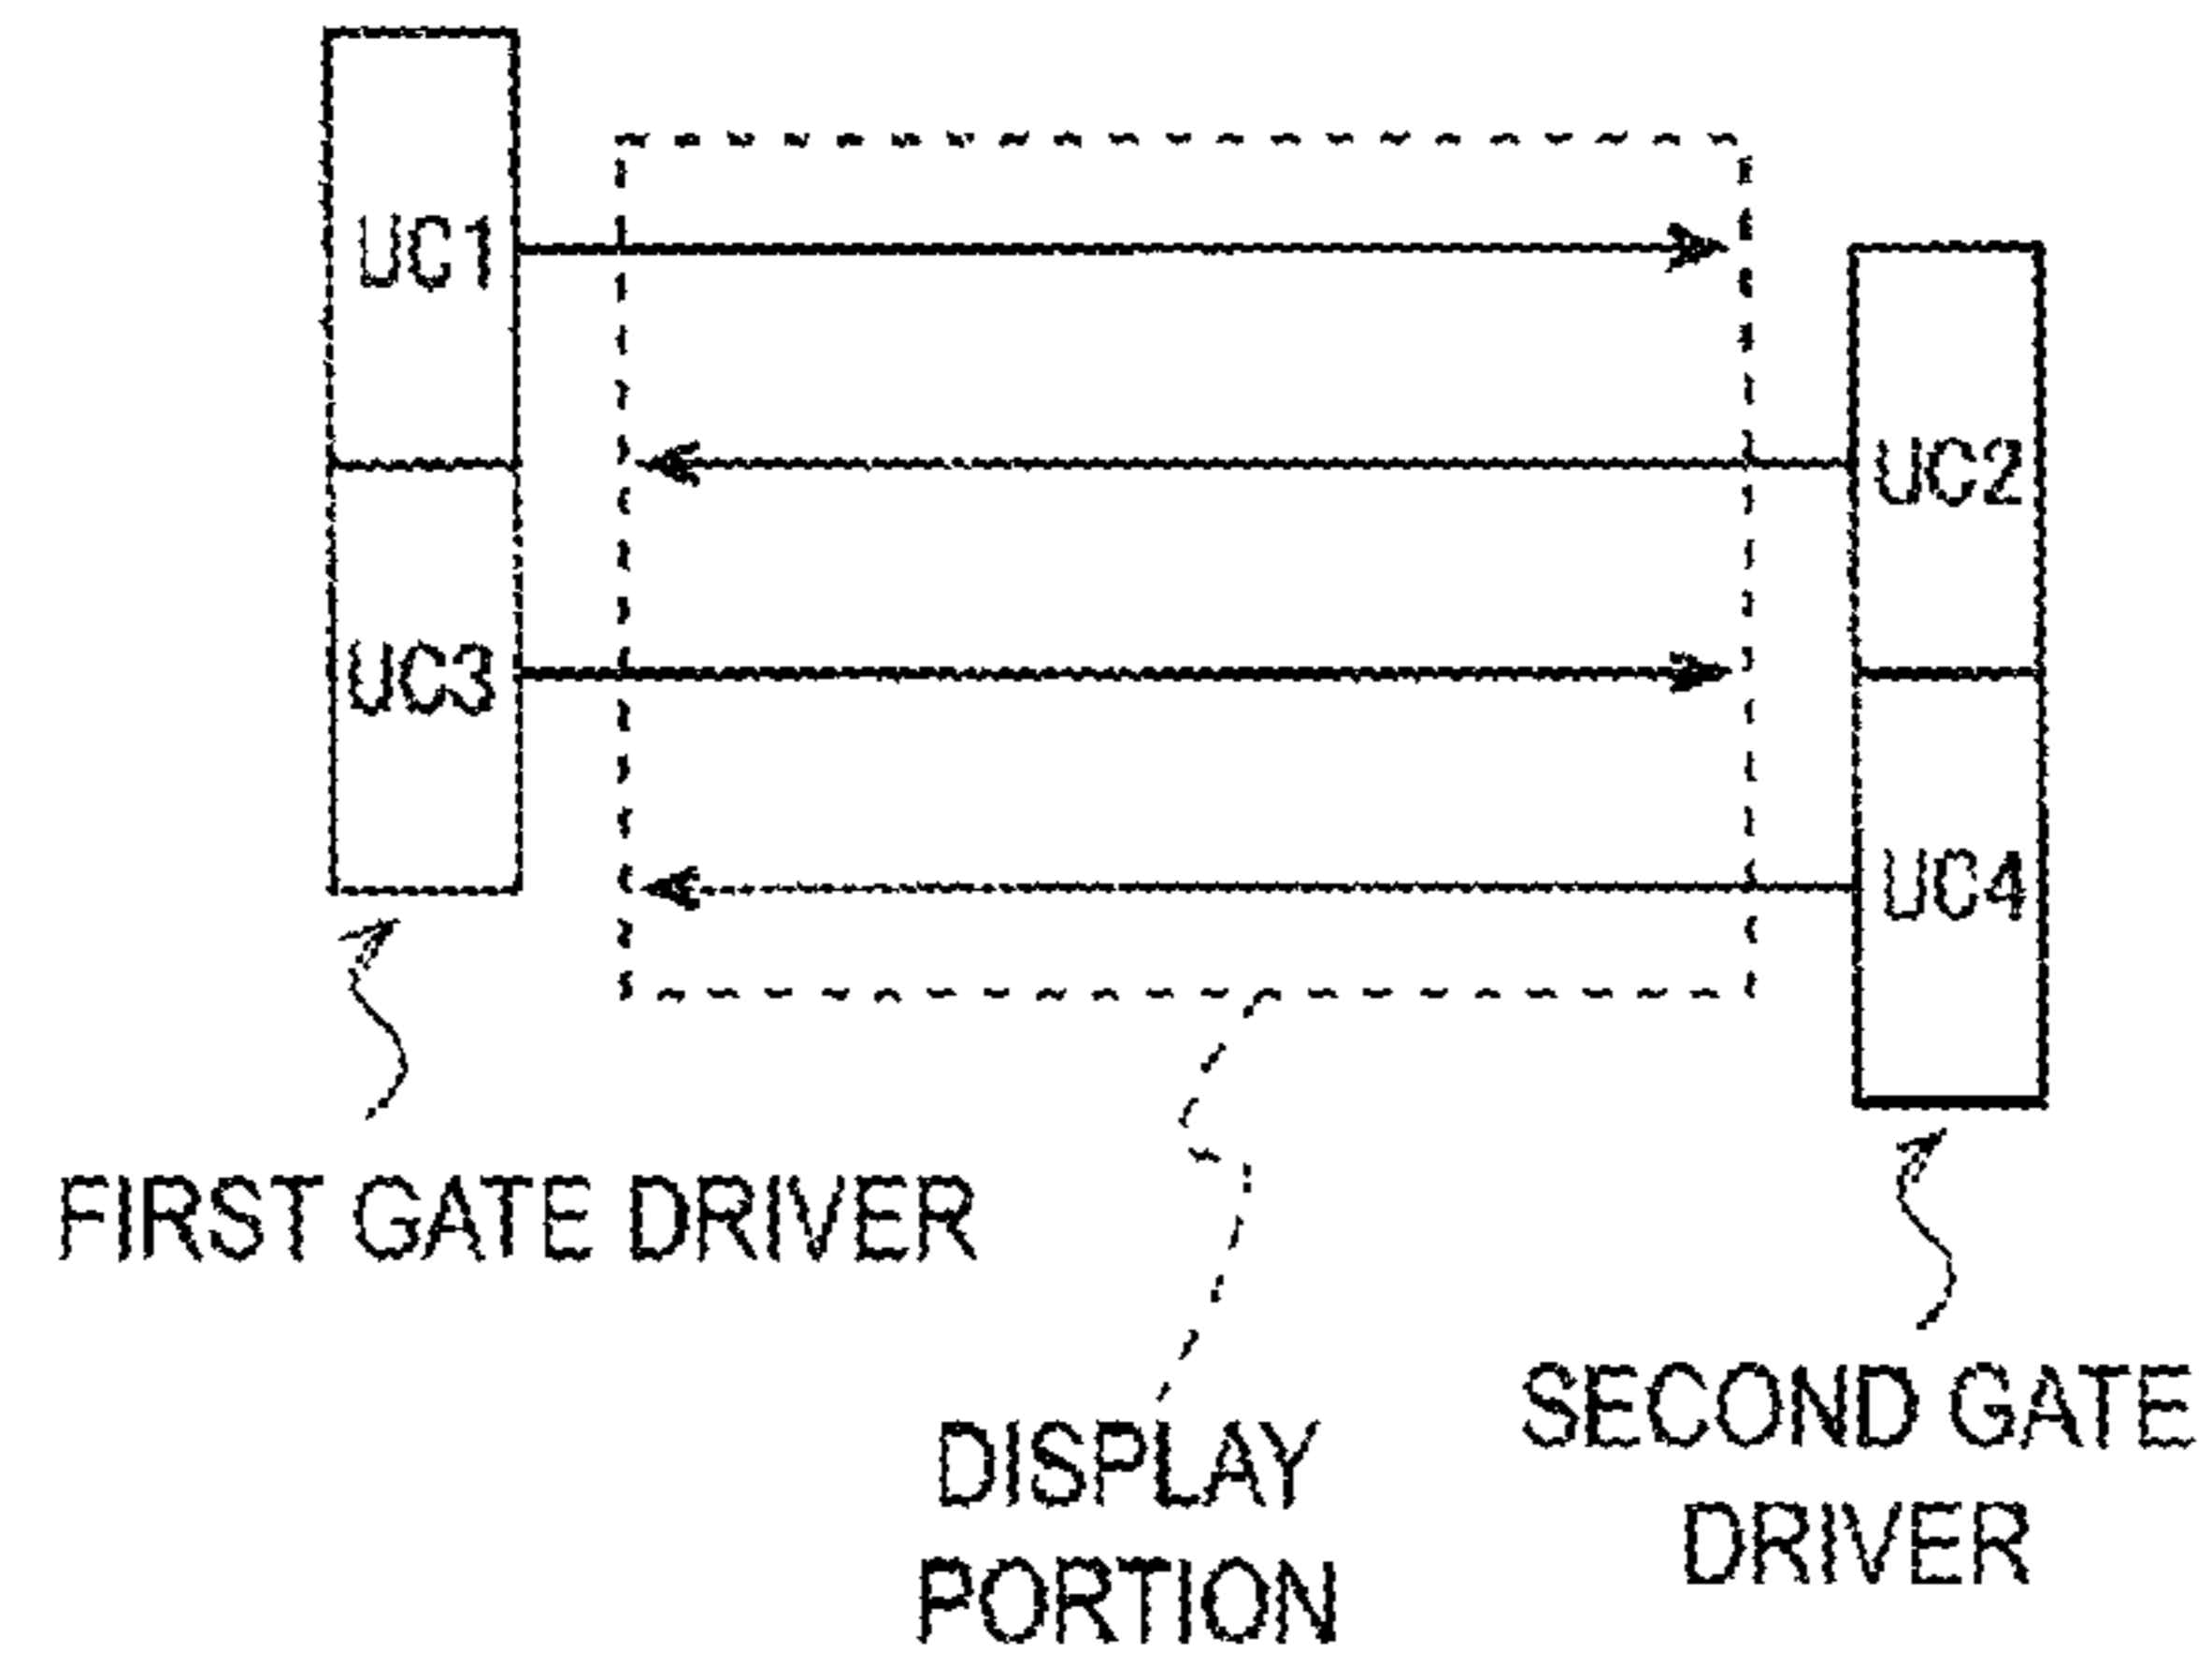 UC1
UC2
UC3
UC4
FIRST GATE DRIVER
DISPLAY
PORTION
SECOND GATE
DRIVER